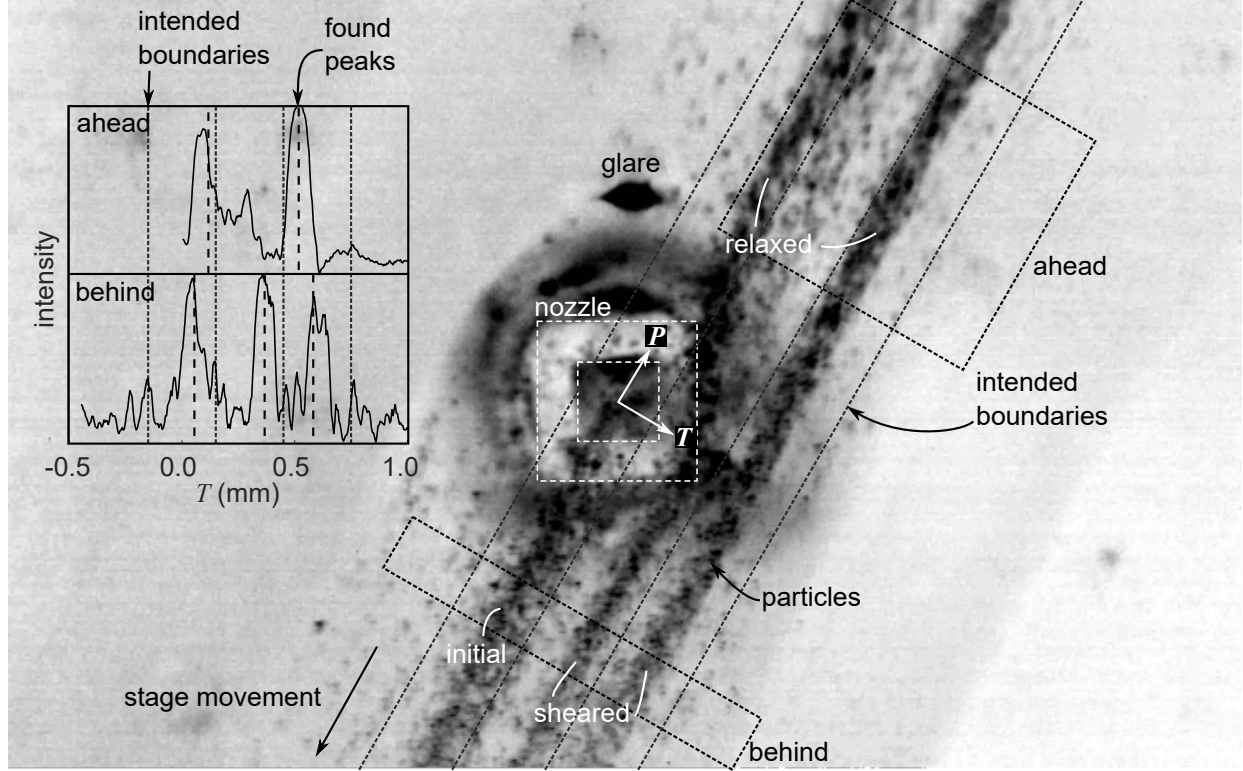 intended
boundaries
found
peaks
ahead
behind
intensity
-0.5
0.0
0.5
1.0
T (mm)
glare
nozzle
P
T
relaxed
ahead
intended
boundaries
particles
initial
sheared
behind
stage movement